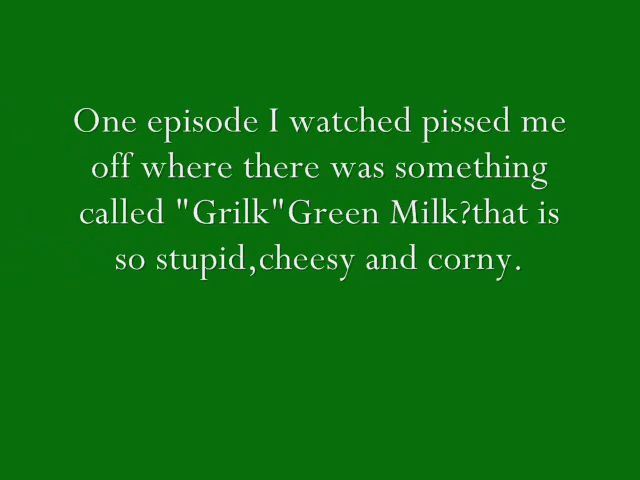 One episode I watched pissed me
off where there was something
called "Grilk"Green Milk?that is
so stupid,cheesy and corny.